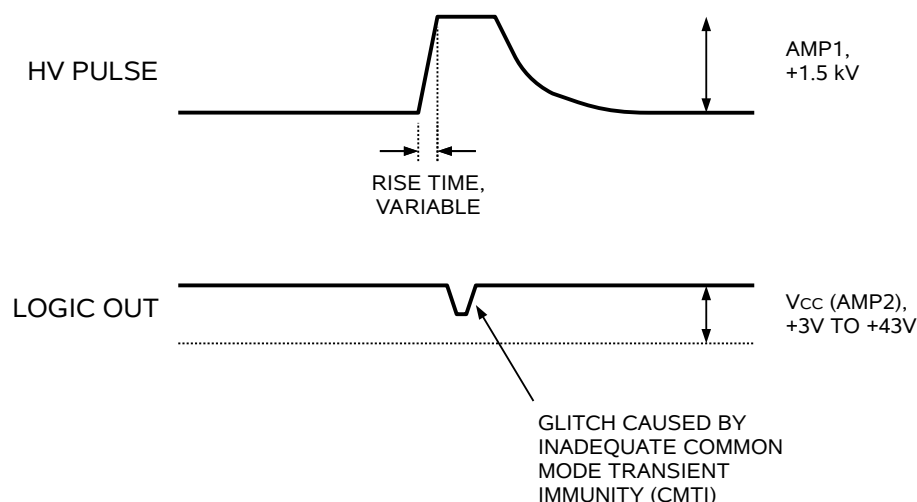 HV PULSE
AMP1,
+1.5 kV
RISE TIME,
VARIABLE
LOGIC OUT
VCC (AMP2),
+3V TO +43V
GLITCH CAUSED BY
INADEQUATE COMMON
MODE TRANSIENT
IMMUNITY (CMTI)